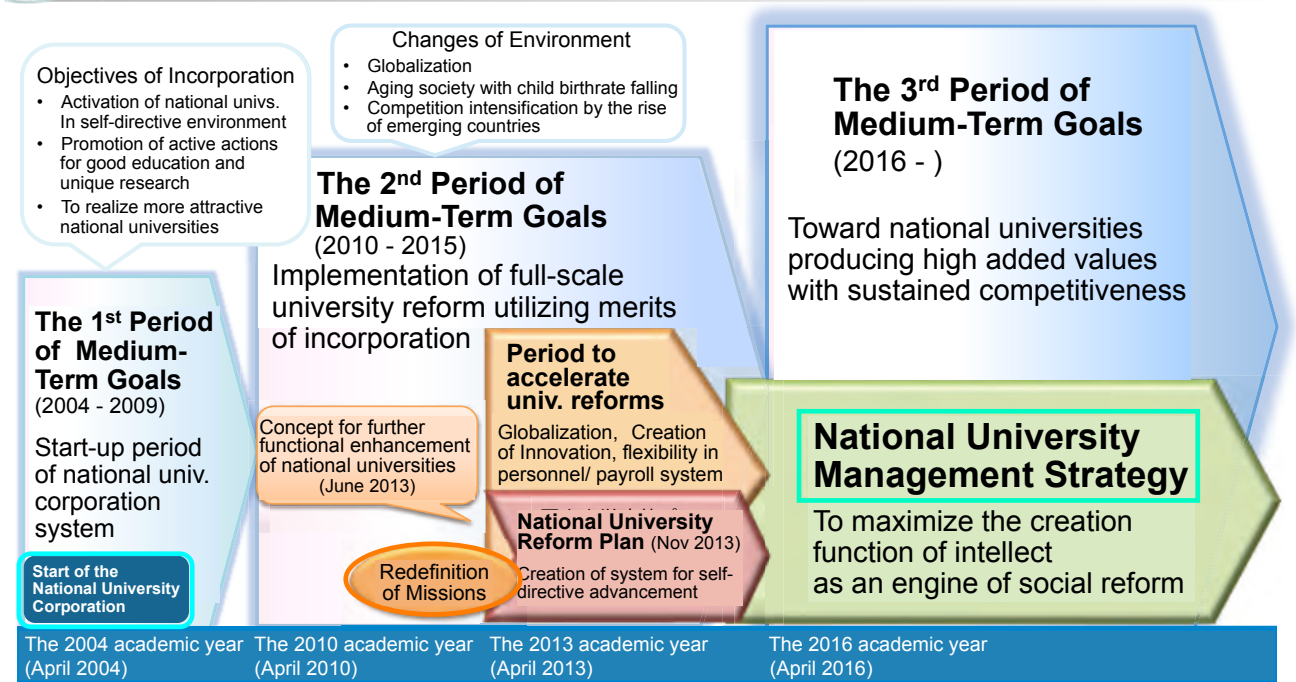 Objectives of Incorporation
• Activation of national univs.
In self-directive environment
• Promotion of active actions
for good education and
unique research
• To realize more attractive
national universities
Changes of Environment
• Globalization
• Aging society with child birthrate falling
• Competition intensification by the rise
of emerging countries
The 1st Period
of Medium-
Term Goals
(2004 - 2009)
Start-up period
of national univ.
corporation
system
Start of the
National University
Corporation
The 2nd Period of
Medium-Term Goals
(2010 - 2015)
Implementation of full-scale
university reform utilizing merits
of incorporation
Concept for further
functional enhancement
of national universities
(June 2013)
Period to
accelerate
univ. reforms
Globalization, Creation
of Innovation, flexibility in
personnel/ payroll system
National University
Reform Plan (Nov 2013)
Creation of system for self-
directive advancement
Redefinition
of Missions
The 3rd Period of
Medium-Term Goals
(2016 - )
Toward national universities
producing high added values
with sustained competitiveness
National University
Management Strategy
To maximize the creation
function of intellect
as an engine of social reform
The 2004 academic year
(April 2004)
The 2010 academic year
(April 2010)
The 2013 academic year
(April 2013)
The 2016 academic year
(April 2016)